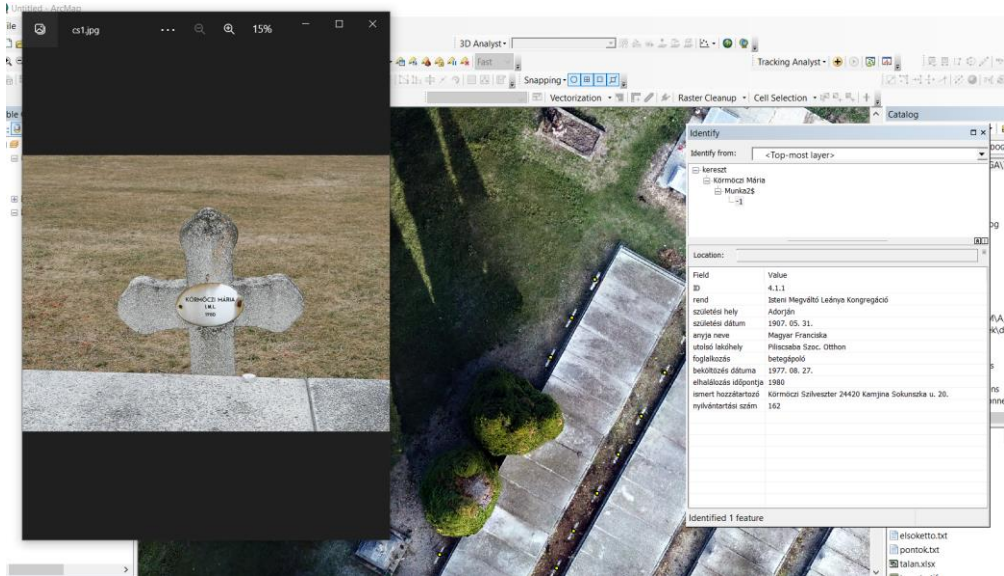 Untitled - ArcMap
cs1.jpg
15%
3D Analyst
Fast
Tracking Analyst
Snapping
Vectorization
Raster Cleanup
Cell Selection
Catalog
KÖRMÖCZI MÁRIA
1980
Identify
Identify from:
<Top-most layer>
kereszt
Körmöczi Mária
Munka2$
-1
Location:
Field Value
ID 4.1.1
rend Isteni Megváltó Leánya Kongregáció
születési hely Adorján
születési dátum 1907. 05. 31.
anyja neve Magyar Franciska
utolsó lakóhely Piliscsaba Szoc. Otthon
foglalkozás betegápoló
beköltözés dátuma 1977. 08. 27.
elhalálozás időpontja 1980
ismert hozzátartozó Körmöczi Szilveszter 24420 Kamjina Sokunszka u. 20.
nyilvántartási szám 162
Identified 1 feature
elsoketto.txt
pontok.txt
talan.xlsx